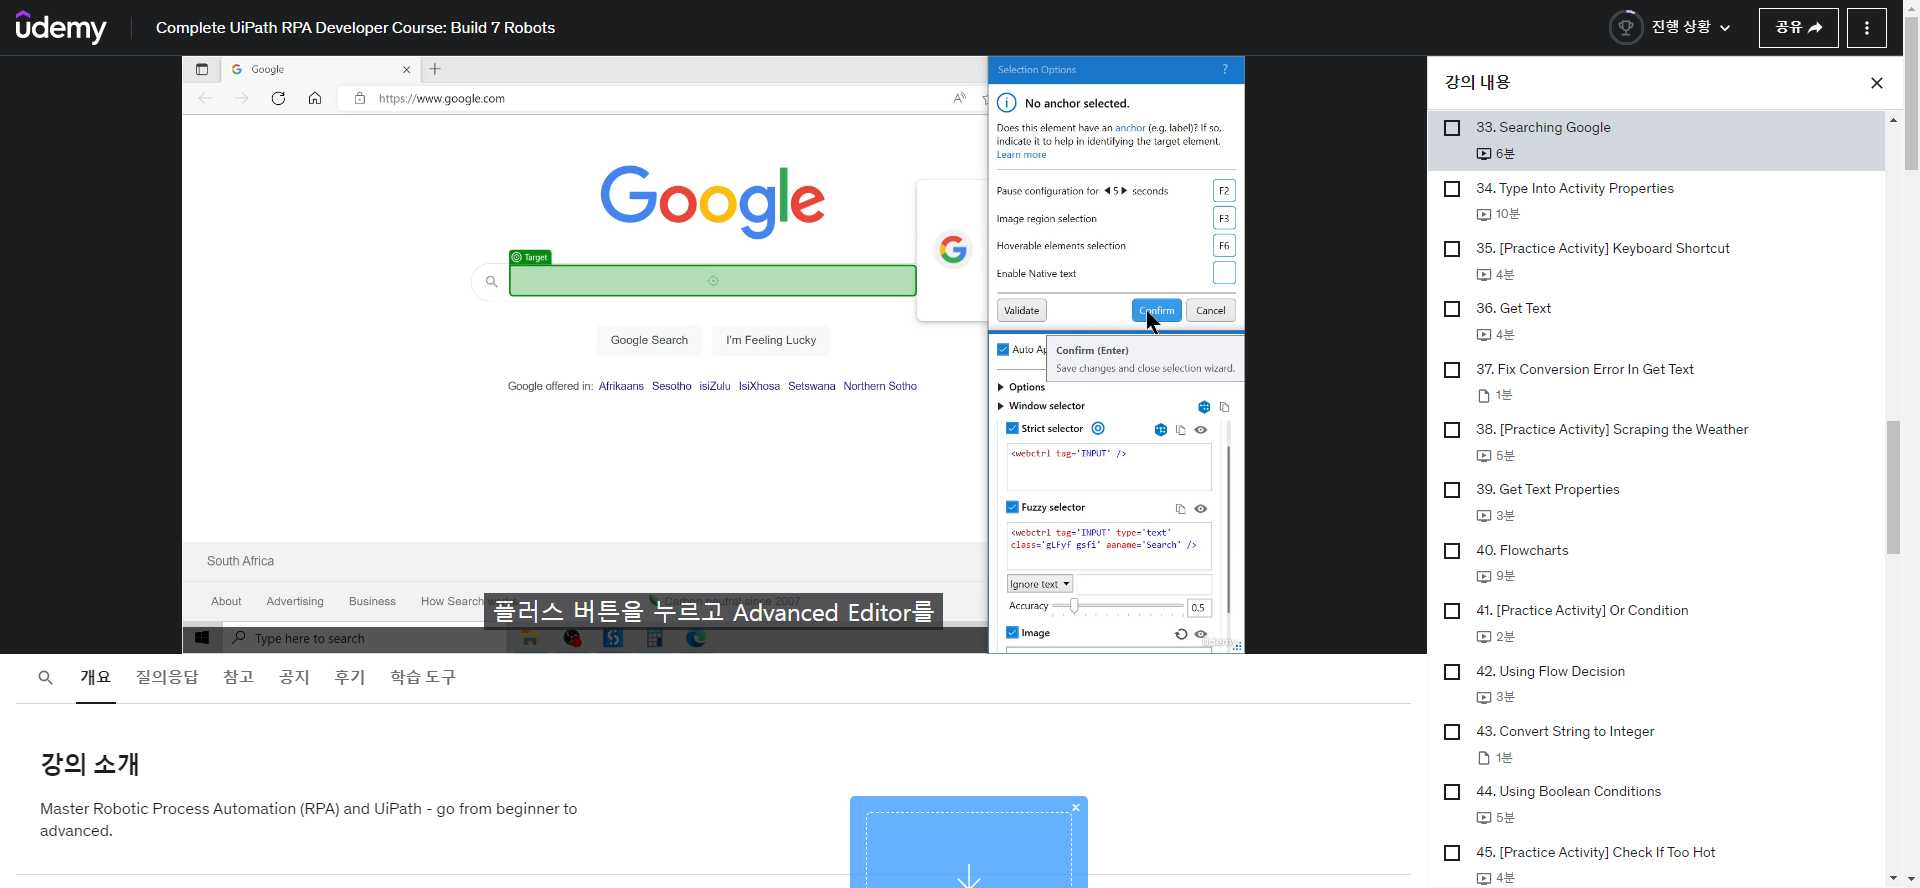 ûdemy
Complete UiPath RPA Developer Course: Build 7 Robots
진행 상황
공유
Google
https://www.google.com
Google
Target
Google Search
I'm Feeling Lucky
Google offered in: Afrikaans Sesotho isiZulu IsiXhosa Setswana Northern Sotho
South Africa
About
Advertising
Business
How Search
플러스 버튼을 누르고 Advanced Editor를
Type here to search
Selection Options
?
No anchor selected.
Does this element have an anchor (e.g. label)? If so,
indicate it to help in identifying the target element.
Learn more
Pause configuration for 5 seconds
F2
Image region selection
F3
Hoverable elements selection
F6
Enable Native text
Validate
Confirm
Cancel
Auto Ap
Confirm (Enter)
Save changes and close selection wizard.
Options
Window selector
Strict selector
<webctrl tag='INPUT' />
Fuzzy selector
<webctrl tag='INPUT' type='text'
class='gLFyf gsfi' aaname='Search' />
Ignore text
Accuracy
0.5
Image
udemy
강의 내용
33. Searching Google
6분
34. Type Into Activity Properties
10분
35. [Practice Activity] Keyboard Shortcut
4분
36. Get Text
4분
37. Fix Conversion Error In Get Text
1분
38. [Practice Activity] Scraping the Weather
5분
39. Get Text Properties
3분
40. Flowcharts
9분
41. [Practice Activity] Or Condition
2분
42. Using Flow Decision
3분
43. Convert String to Integer
1분
44. Using Boolean Conditions
5분
45. [Practice Activity] Check If Too Hot
4분
개요
질의응답
참고
공지
후기
학습 도구
강의 소개
Master Robotic Process Automation (RPA) and UiPath - go from beginner to
advanced.